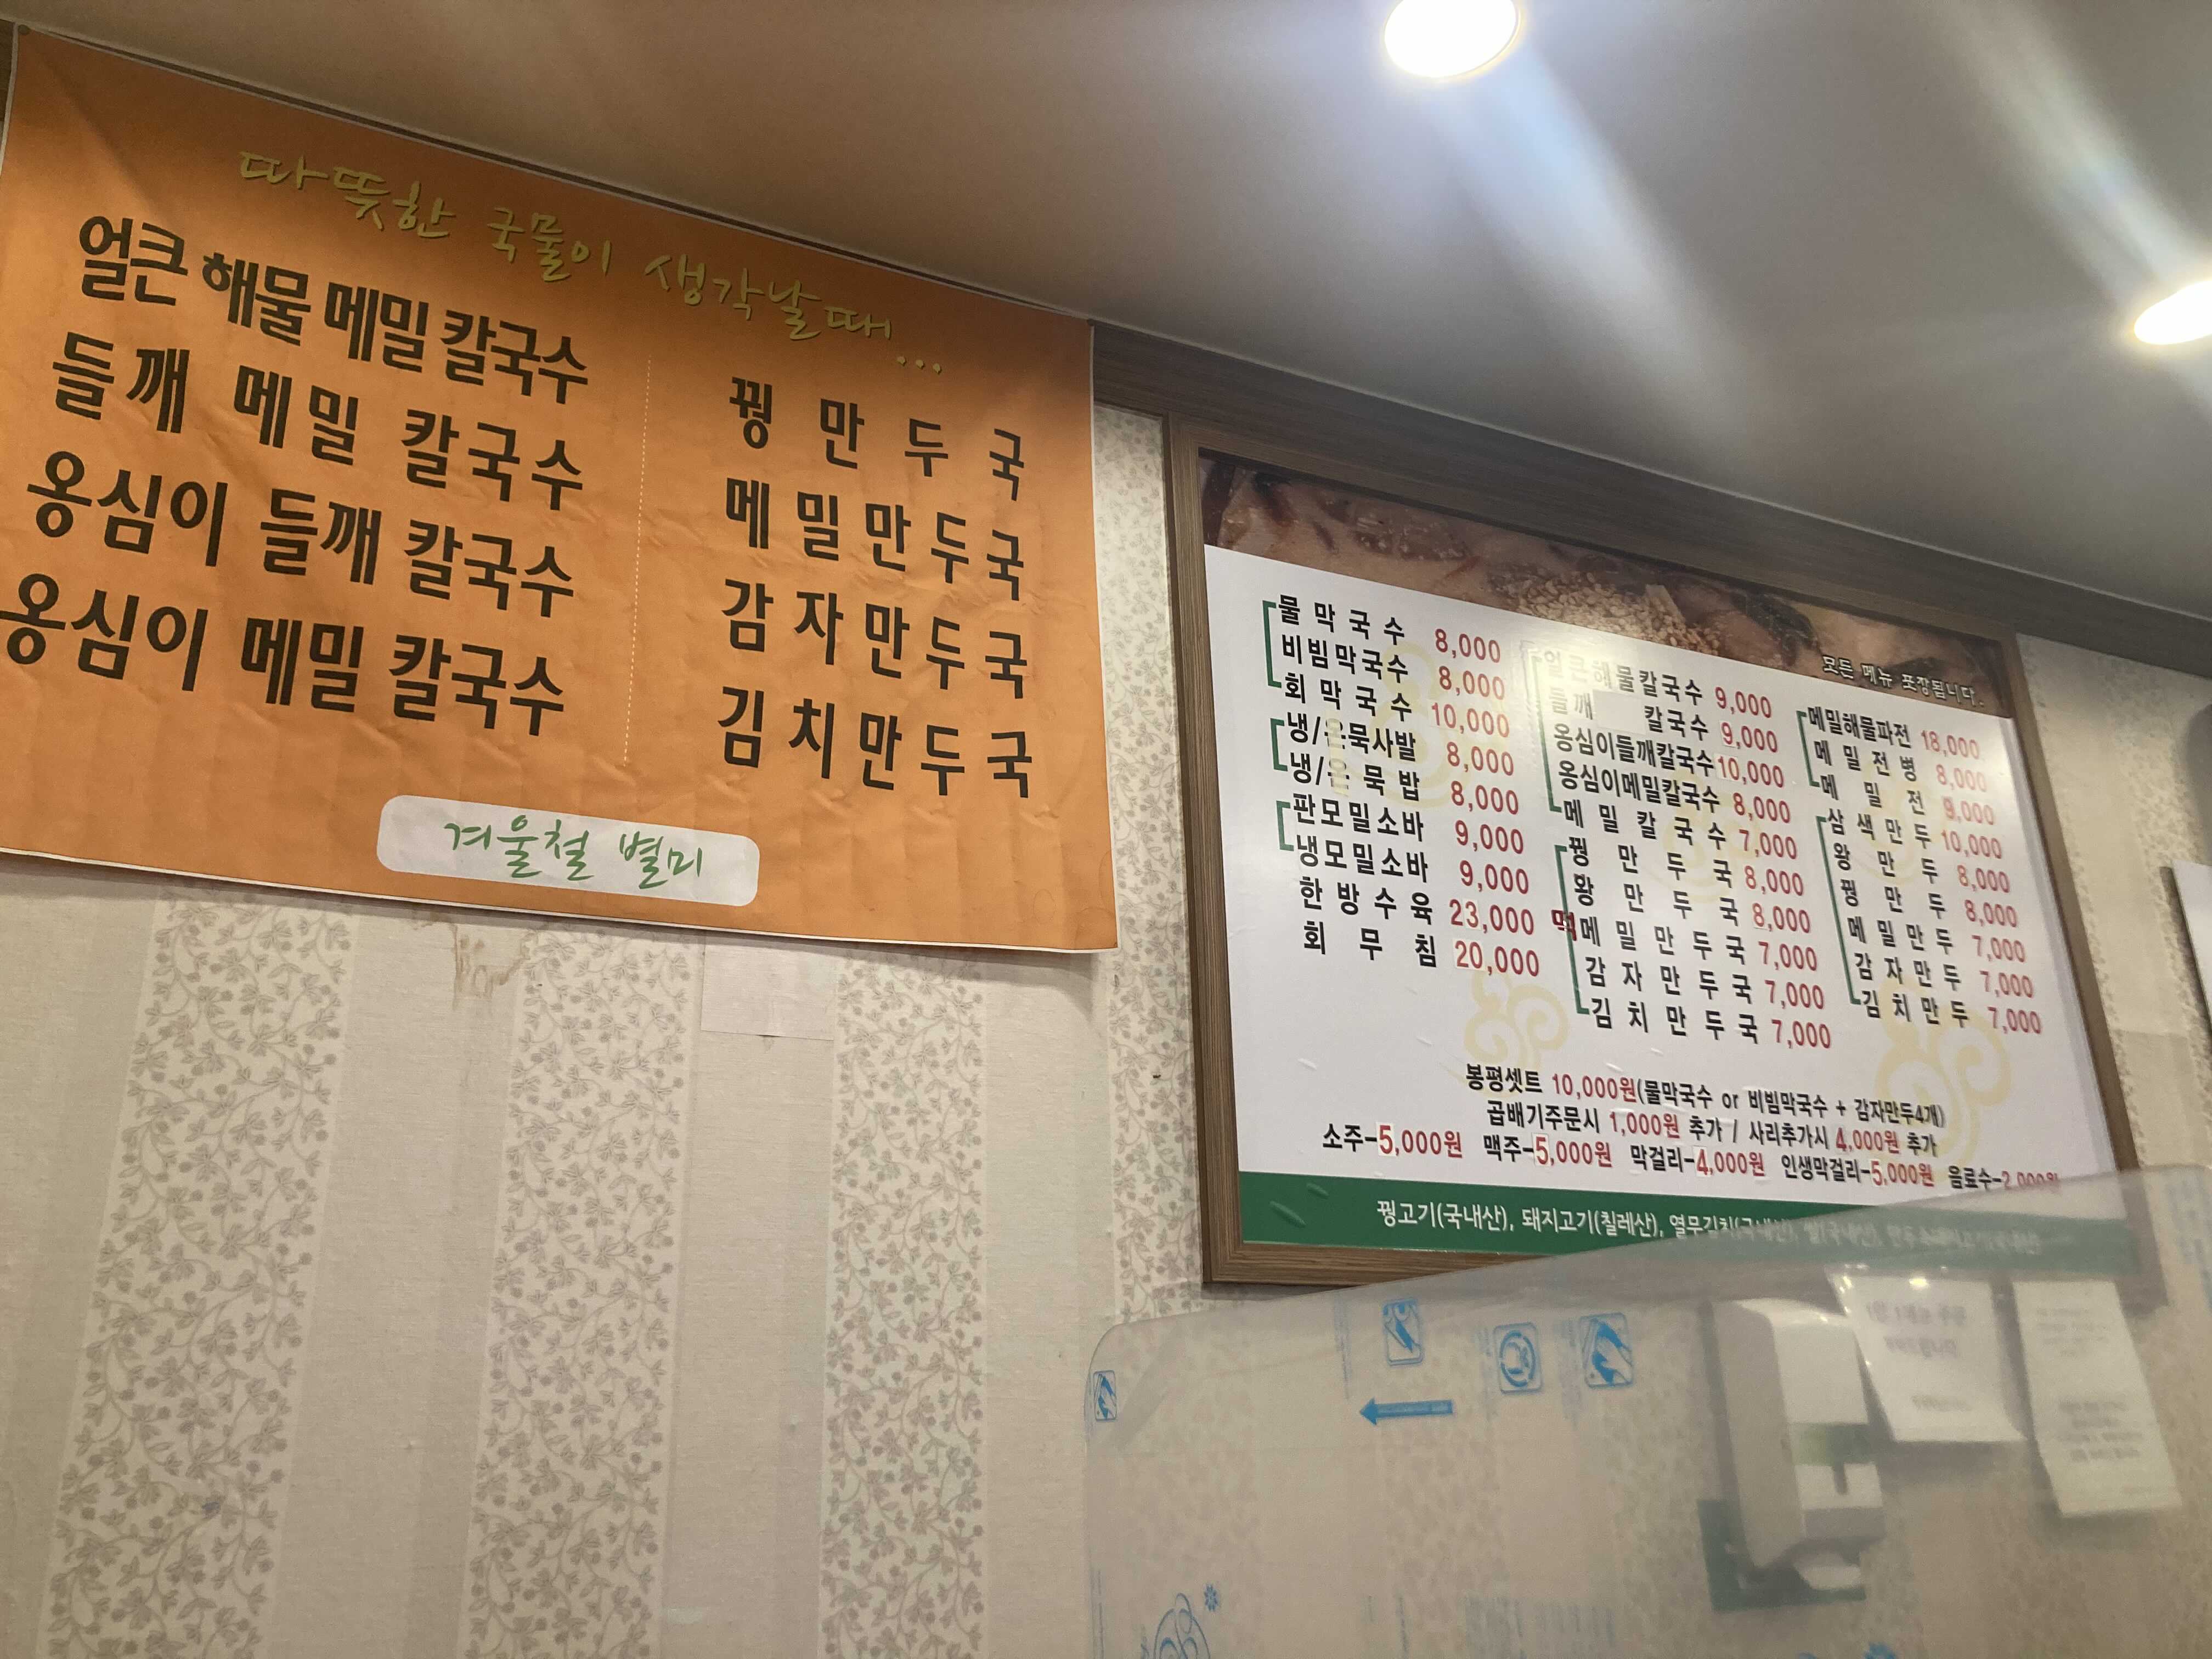 따뜻한 국물이 생각날때...
얼큰 해물 메밀 칼국수
들깨 메밀 칼국수
옹심이 들깨 칼국수
옹심이 메밀 칼국수
꿩만두국
메밀만두국
감자만두국
김치만두국
겨울철 별미
모든 메뉴 포장됩니다.
물막국수 8,000
비빔막국수 8,000
회막국수 10,000
냉/온묵사발 8,000
냉/온묵밥 8,000
판모밀소바 9,000
냉모밀소바 9,000
한방수육 23,000
회무침 20,000
얼큰해물칼국수 9,000
들깨 칼국수 9,000
옹심이들깨칼국수 10,000
옹심이메밀칼국수 8,000
메밀칼국수 7,000
꿩만두국 8,000
왕만두국 8,000
떡 메밀만두국 7,000
감자만두국 7,000
김치만두국 7,000
메밀해물파전 18,000
메밀전병 8,000
메밀전 9,000
삼색만두 10,000
왕만두 8,000
꿩만두 8,000
메밀만두 7,000
감자만두 7,000
김치만두 7,000
봉평셋트 10,000원(물막국수 or 비빔막국수 + 감자만두4개)
곱배기주문시 1,000원 추가 / 사리추가시 4,000원 추가
소주-5,000원 맥주-5,000원 막걸리-4,000원 인생막걸리-5,000원 음료수-2,000원
꿩고기(국내산), 돼지고기(칠레산), 열무김치(국내산),